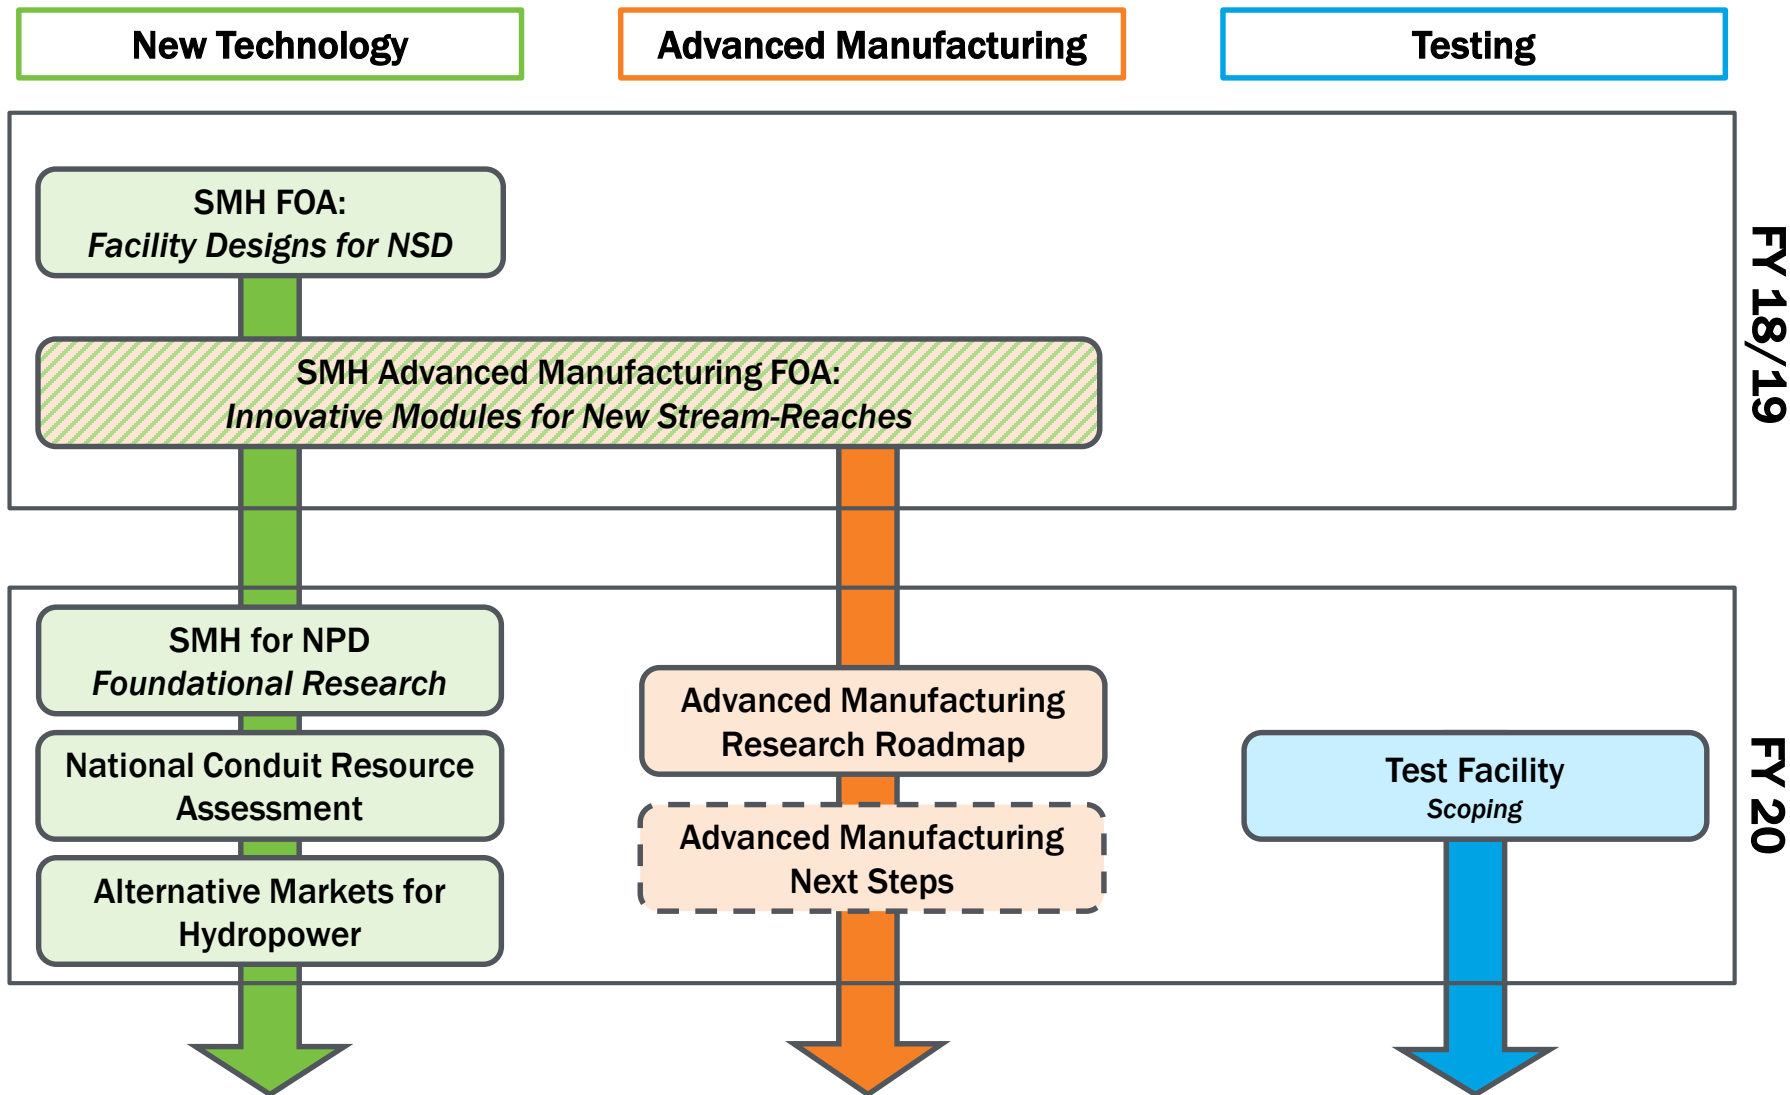 New Technology
Advanced Manufacturing
Testing
SMH FOA:
Facility Designs for NSD
SMH Advanced Manufacturing FOA:
Innovative Modules for New Stream-Reaches
FY 18/19
SMH for NPD
Foundational Research
National Conduit Resource
Assessment
Alternative Markets for
Hydropower
Advanced Manufacturing
Research Roadmap
Advanced Manufacturing
Next Steps
Test Facility
Scoping
FY 20